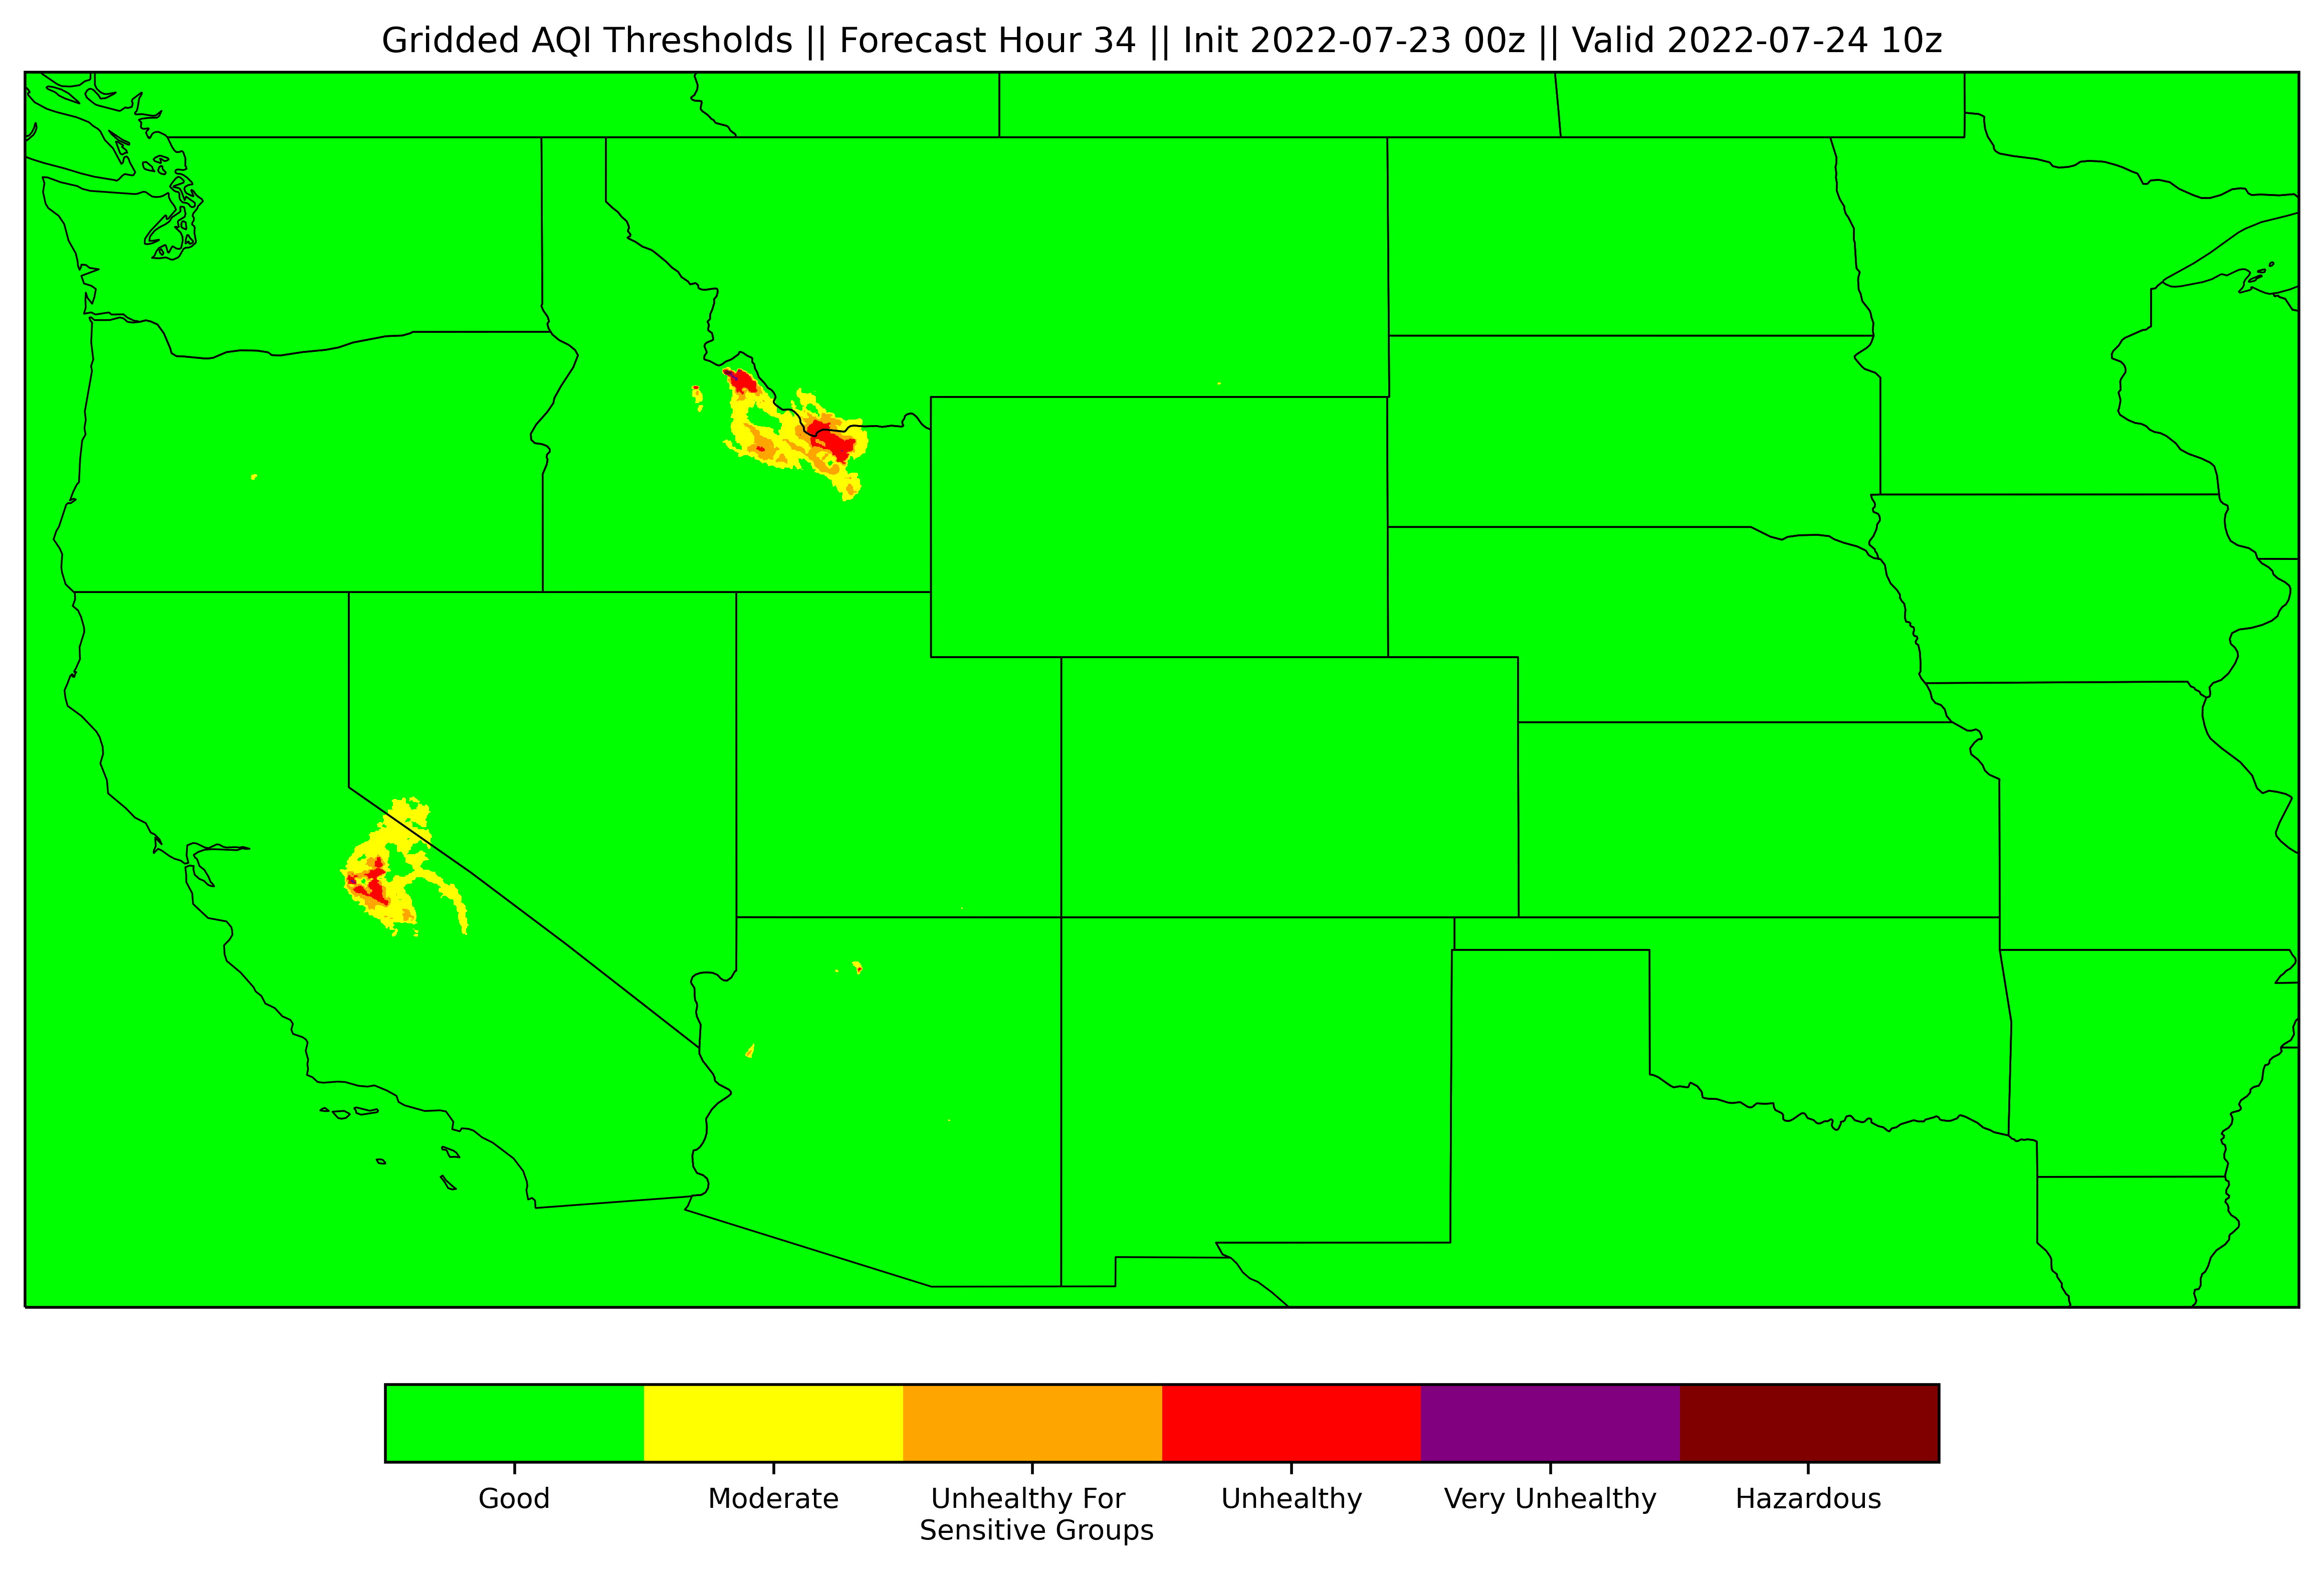 Gridded AQI Thresholds || Forecast Hour 34 || Init 2022-07-23 00z || Valid 2022-07-24 10z
Good
Moderate
Unhealthy For
Sensitive Groups
Unhealthy
Very Unhealthy
Hazardous